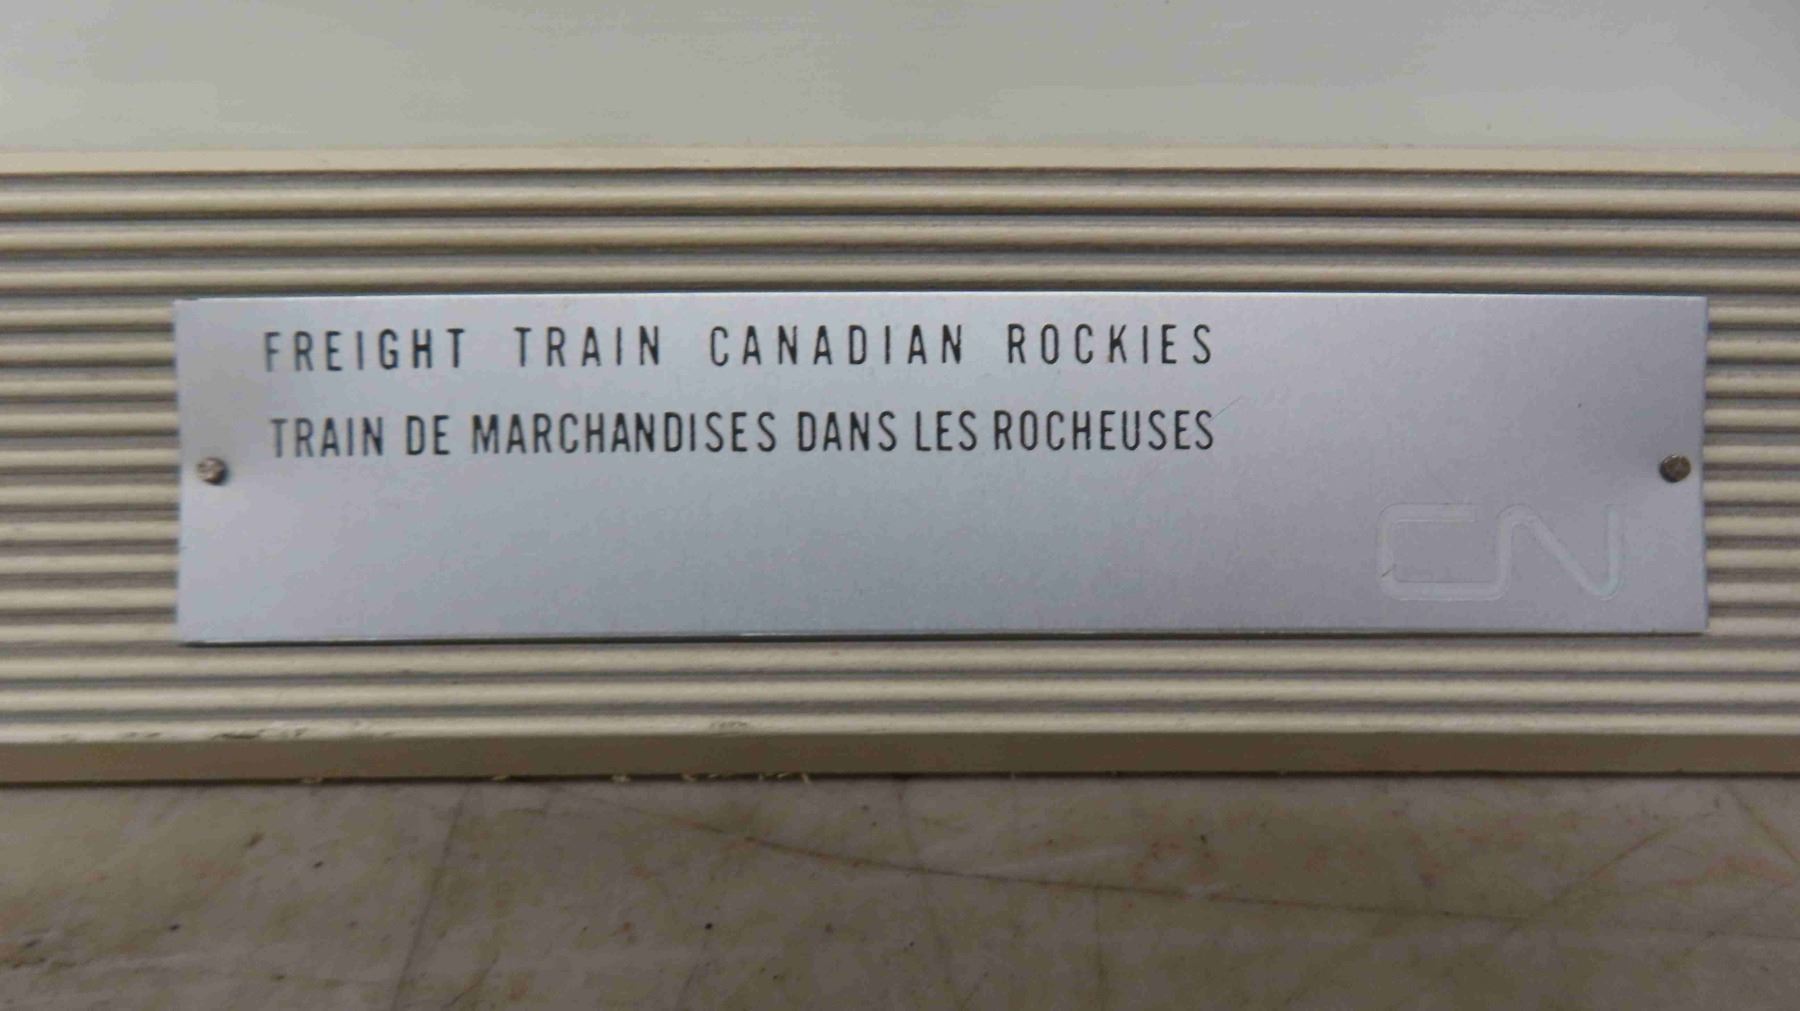 FREIGHT TRAIN CANADIAN ROCKIES
TRAIN DE MARCHANDISES DANS LES ROCHEUSES
CN